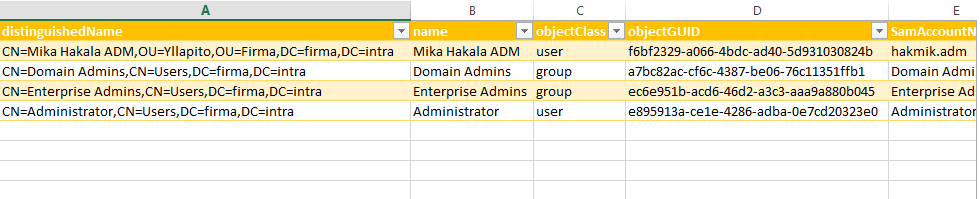 A B C D E
distinguishedName name objectClass objectGUID SamAccountN
CN=Mika Hakala ADM,OU=Yllapito,OU=Firma,DC=firma,DC=intra Mika Hakala ADM user f6bf2329-a066-4bdc-ad40-5d931030824b hakmik.adm
CN=Domain Admins,CN=Users,DC=firma,DC=intra Domain Admins group a7bc82ac-cf6c-4387-be06-76c11351ffb1 Domain Admi
CN=Enterprise Admins,CN=Users,DC=firma,DC=intra Enterprise Admins group ec6e951b-acd6-46d2-a3c3-aaa9a880b045 Enterprise Ad
CN=Administrator,CN=Users,DC=firma,DC=intra Administrator user e895913a-ce1e-4286-adba-0e7cd20323e0 Administrator